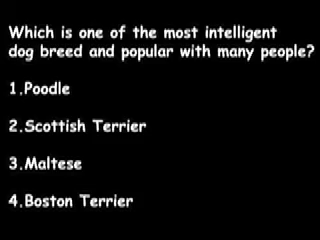 Which is one of the most intelligent
dog breed and popular with many people?
1.Poodle
2.Scottish Terrier
3.Maltese
4.Boston Terrier